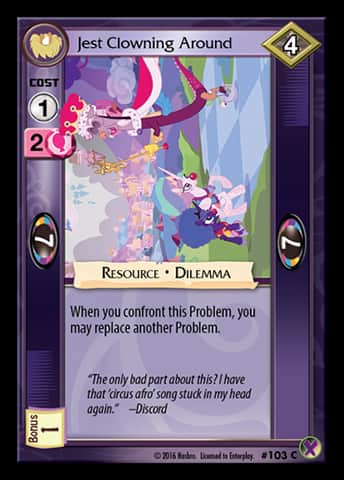 Jest Clowning Around
4
COST
1
2
7
7
RESOURCE • DILEMMA
When you confront this Problem, you
may replace another Problem.
"The only bad part about this? I have
that 'circus afro' song stuck in my head
again." –Discord
Bonus
1
© 2016 Hasbro. Licensed to Enterplay. #103 C